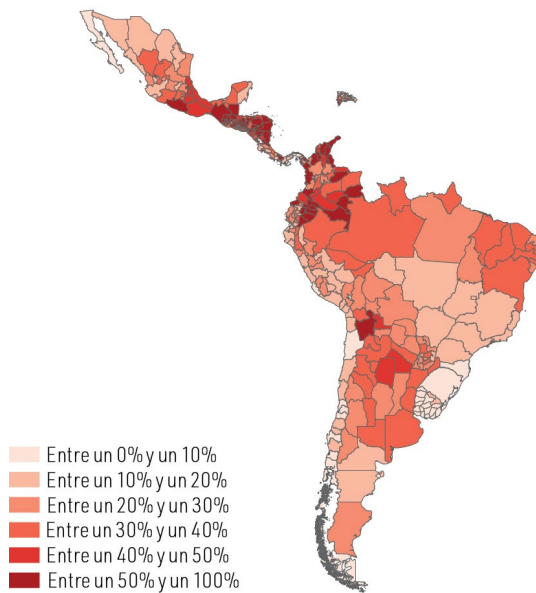 Entre un 0% y un 10%
Entre un 10% y un 20%
Entre un 20% y un 30%
Entre un 30% y un 40%
Entre un 40% y un 50%
Entre un 50% y un 100%